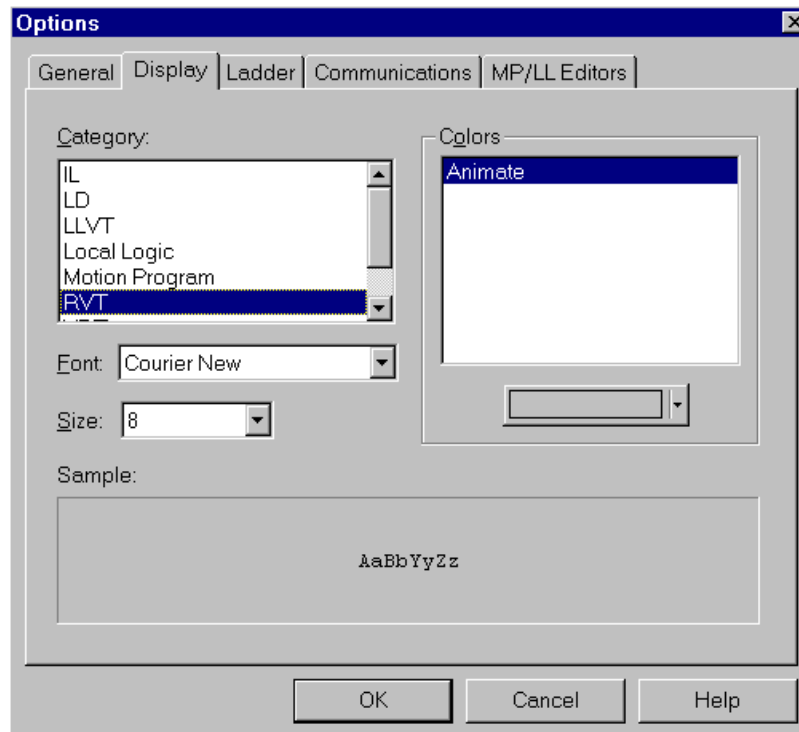 Options
General Display Ladder Communications MP/LL Editors
Category:
IL
LD
LLVT
Local Logic
Motion Program
RVT
Font: Courier New
Size: 8
Colors
Animate
Sample:
AaBbYyZz
OK Cancel Help